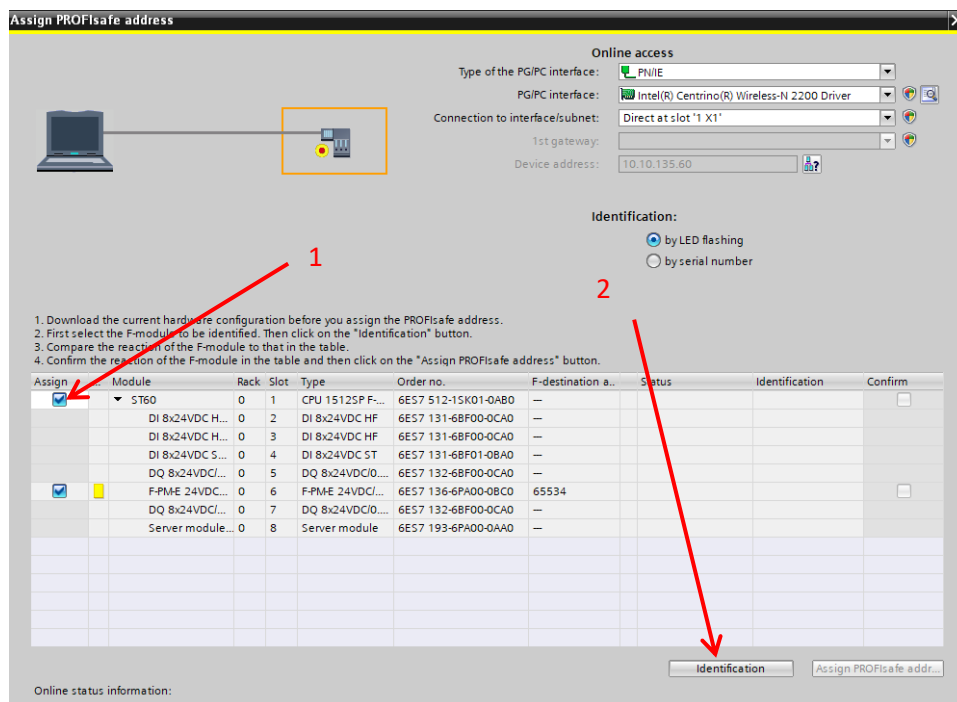 Assign PROFIsafe address
Online access
Type of the PG/PC interface: PN/IE
PG/PC interface: Intel(R) Centrino(R) Wireless-N 2200 Driver
Connection to interface/subnet: Direct at slot '1 X1'
1st gateway:
Device address: 10.10.135.60
Identification:
by LED flashing
by serial number
1
2
1. Download the current hardware configuration before you assign the PROFIsafe address.
2. First select the F-module to be identified. Then click on the "Identification" button.
3. Compare the reaction of the F-module to that in the table.
4. Confirm the reaction of the F-module in the table and then click on the "Assign PROFIsafe address" button.
Assign ... Module Rack Slot Type Order no. F-destination a.. Status Identification Confirm
ST60 0 1 CPU 1512SP F-... 6ES7 512-1SK01-0AB0 —
DI 8x24VDC H... 0 2 DI 8x24VDC HF 6ES7 131-6BF00-0CA0 —
DI 8x24VDC H... 0 3 DI 8x24VDC HF 6ES7 131-6BF00-0CA0 —
DI 8x24VDC S... 0 4 DI 8x24VDC ST 6ES7 131-6BF01-0BA0 —
DQ 8x24VDC/... 0 5 DQ 8x24VDC/0.... 6ES7 132-6BF00-0CA0 —
F-PM-E 24VDC... 0 6 F-PM-E 24VDC/... 6ES7 136-6PA00-0BC0 65534
DQ 8x24VDC/... 0 7 DQ 8x24VDC/0.... 6ES7 132-6BF00-0CA0 —
Server module... 0 8 Server module 6ES7 193-6PA00-0AA0 —
Identification
Assign PROFIsafe addr...
Online status information: